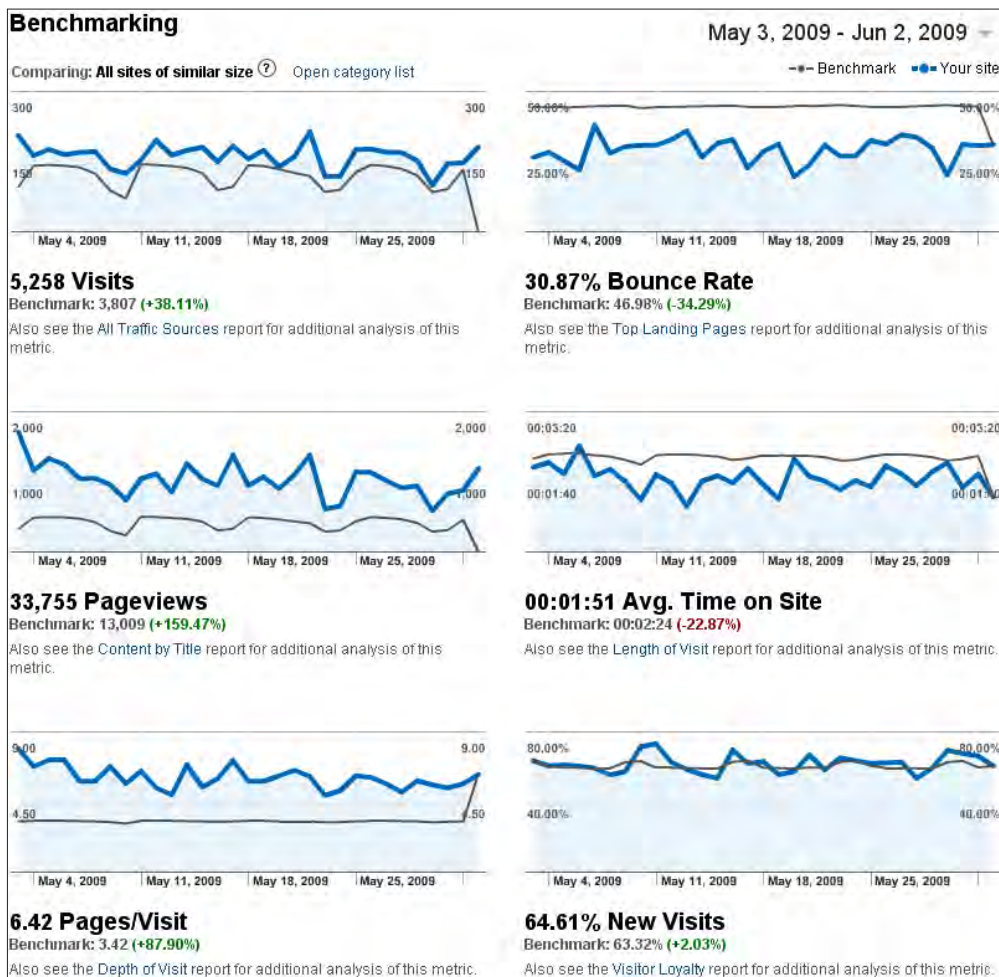 Benchmarking
May 3, 2009 - Jun 2, 2009
Comparing: All sites of similar size ? Open category list
Benchmark Your site
300 300
150 150
May 4, 2009 May 11, 2009 May 18, 2009 May 25, 2009
50.00% 50.00%
25.00% 25.00%
May 4, 2009 May 11, 2009 May 18, 2009 May 25, 2009
5,258 Visits
Benchmark: 3,807 (+38.11%)
Also see the All Traffic Sources report for additional analysis of this
metric.
30.87% Bounce Rate
Benchmark: 46.98% (-34.29%)
Also see the Top Landing Pages report for additional analysis of this
metric.
2,000 2,000
1,000 1,000
May 4, 2009 May 11, 2009 May 18, 2009 May 25, 2009
00:03:20 00:03:20
00:01:40 00:01:40
May 4, 2009 May 11, 2009 May 18, 2009 May 25, 2009
33,755 Pageviews
Benchmark: 13,009 (+159.47%)
Also see the Content by Title report for additional analysis of this
metric.
00:01:51 Avg. Time on Site
Benchmark: 00:02:24 (-22.87%)
Also see the Length of Visit report for additional analysis of this metric.
9.00 9.00
4.50 4.50
May 4, 2009 May 11, 2009 May 18, 2009 May 25, 2009
80.00% 80.00%
40.00% 40.00%
May 4, 2009 May 11, 2009 May 18, 2009 May 25, 2009
6.42 Pages/Visit
Benchmark: 3.42 (+87.90%)
Also see the Depth of Visit report for additional analysis of this metric.
64.61% New Visits
Benchmark: 63.32% (+2.03%)
Also see the Visitor Loyalty report for additional analysis of this metric.